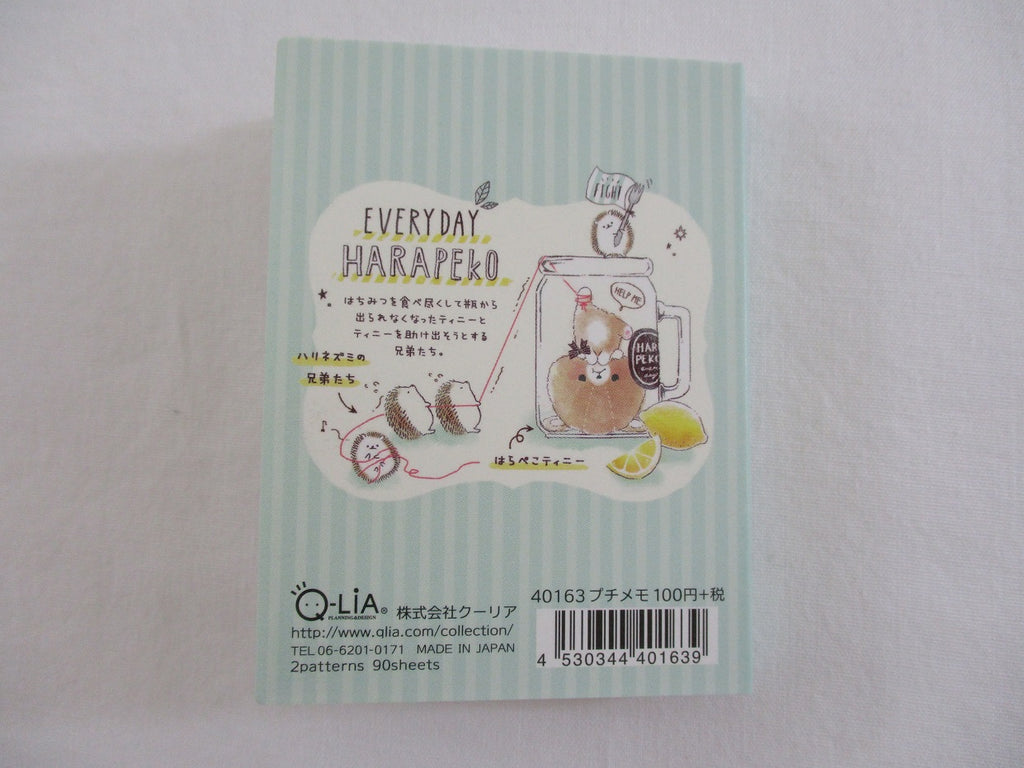 FIGHT
EVERYDAY
HARAPEKO
はちみつを食べ尽くして瓶から
出られなくなったティニーと
ティニーを助け出そうとする
兄弟たち。
HELP ME
HAR
PEKO
ハリネズミの
兄弟たち
はらぺこティニー
Q-LiA®
PLANNING&DESIGN
株式会社クーリア
http://www.qlia.com/collection/
TEL 06-6201-0171 MADE IN JAPAN
2patterns 90sheets
40163 プチメモ 100円+税
4 530344 401639